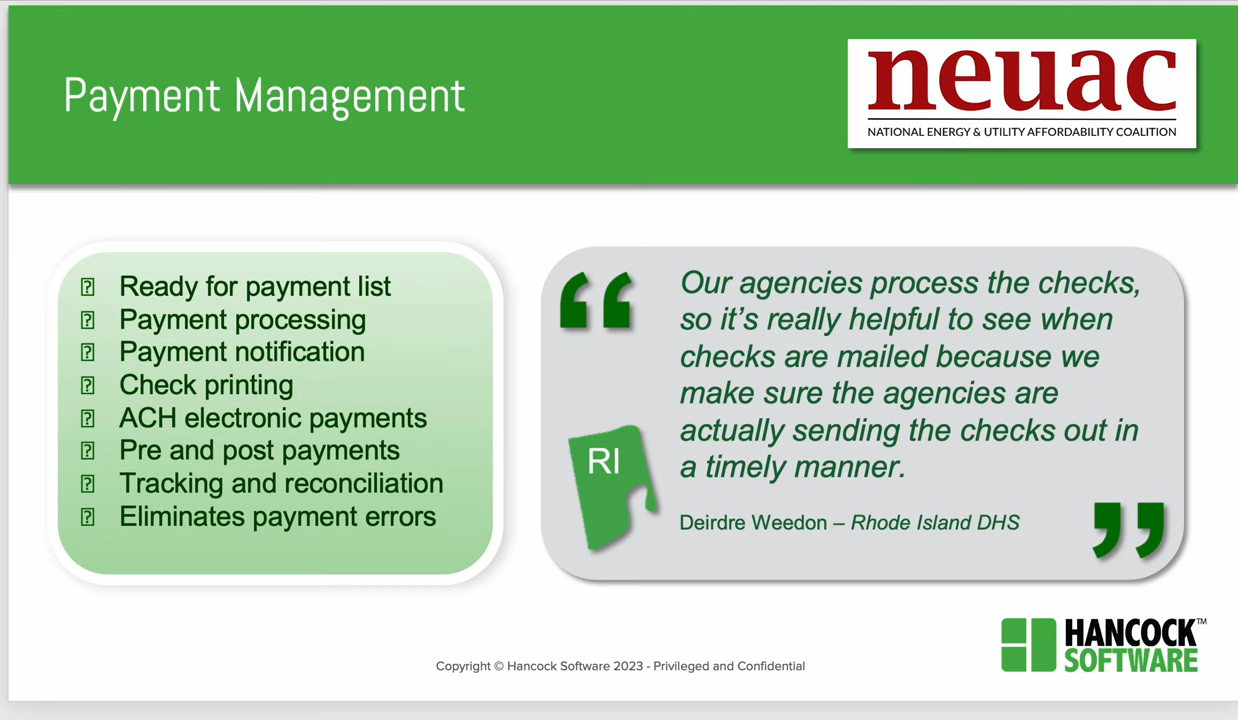 Payment Management
neuac
NATIONAL ENERGY & UTILITY AFFORDABILITY COALITION
Ready for payment list
Payment processing
Payment notification
Check printing
ACH electronic payments
Pre and post payments
Tracking and reconciliation
Eliminates payment errors
“
Our agencies process the checks,
so it’s really helpful to see when
checks are mailed because we
make sure the agencies are
actually sending the checks out in
a timely manner.
RI
Deirdre Weedon – Rhode Island DHS
”
HANCOCK™
SOFTWARE
Copyright © Hancock Software 2023 - Privileged and Confidential